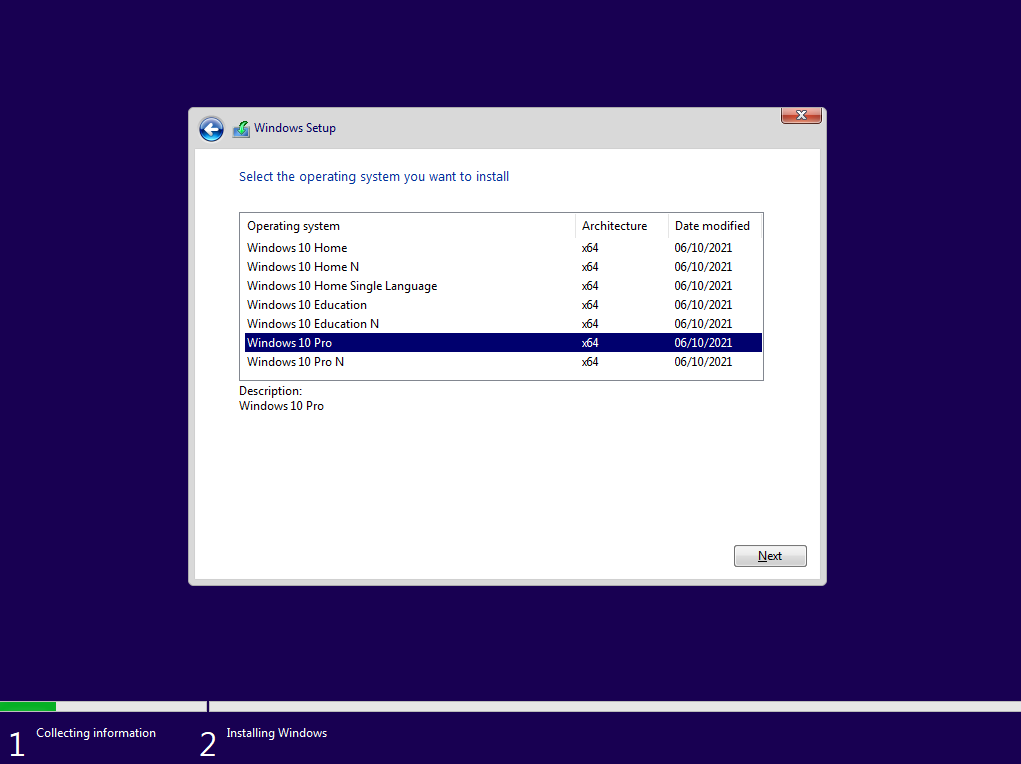 Windows Setup
Select the operating system you want to install
Operating system Architecture Date modified
Windows 10 Home x64 06/10/2021
Windows 10 Home N x64 06/10/2021
Windows 10 Home Single Language x64 06/10/2021
Windows 10 Education x64 06/10/2021
Windows 10 Education N x64 06/10/2021
Windows 10 Pro x64 06/10/2021
Windows 10 Pro N x64 06/10/2021
Description:
Windows 10 Pro
Next
1 Collecting information 2 Installing Windows